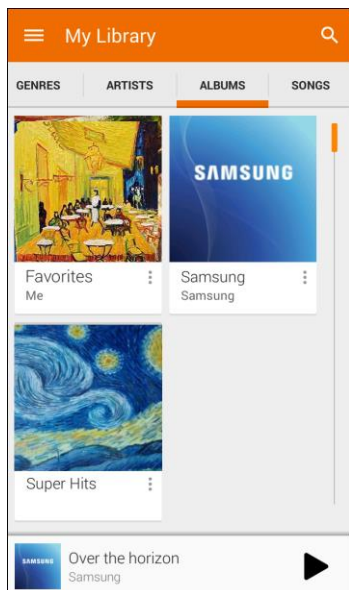 My Library
GENRES ARTISTS ALBUMS SONGS
SAMSUNG
Favorites
Me
Samsung
Samsung
Super Hits
SAMSUNG
Over the horizon
Samsung